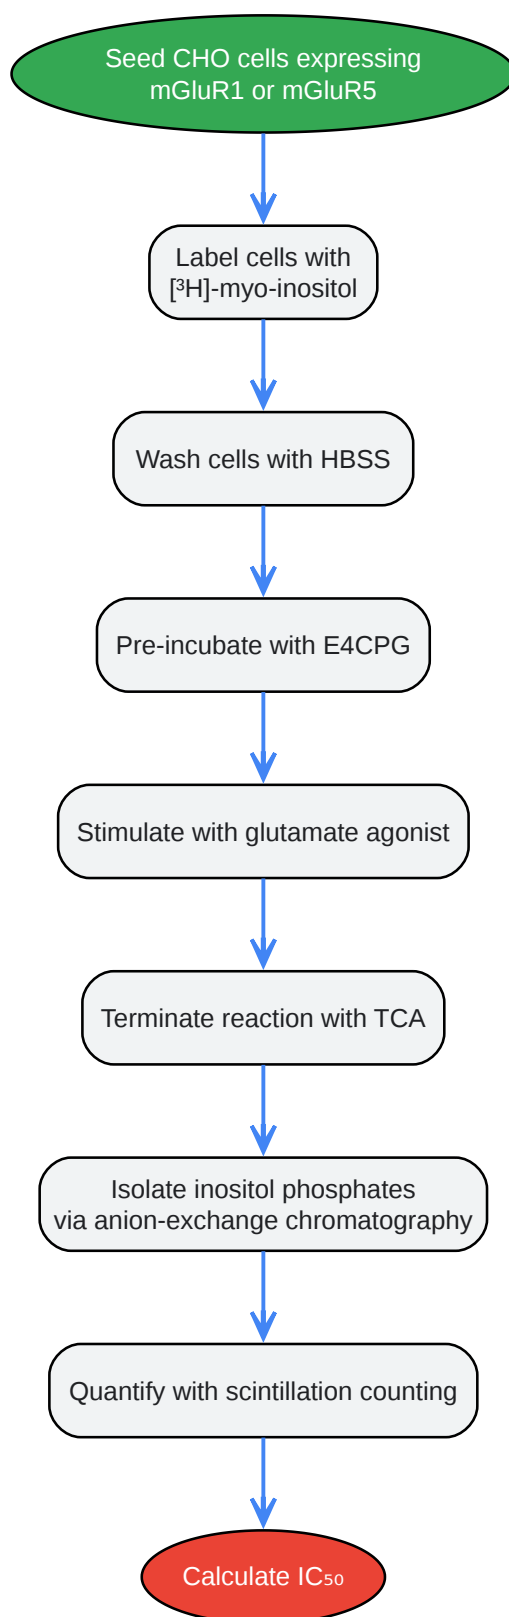 Seed CHO cells expressing
mGluR1 or mGluR5
Label cells with
[³H]-myo-inositol
Wash cells with HBSS
Pre-incubate with E4CPG
Stimulate with glutamate agonist
Terminate reaction with TCA
Isolate inositol phosphates
via anion-exchange chromatography
Quantify with scintillation counting
Calculate IC₅₀